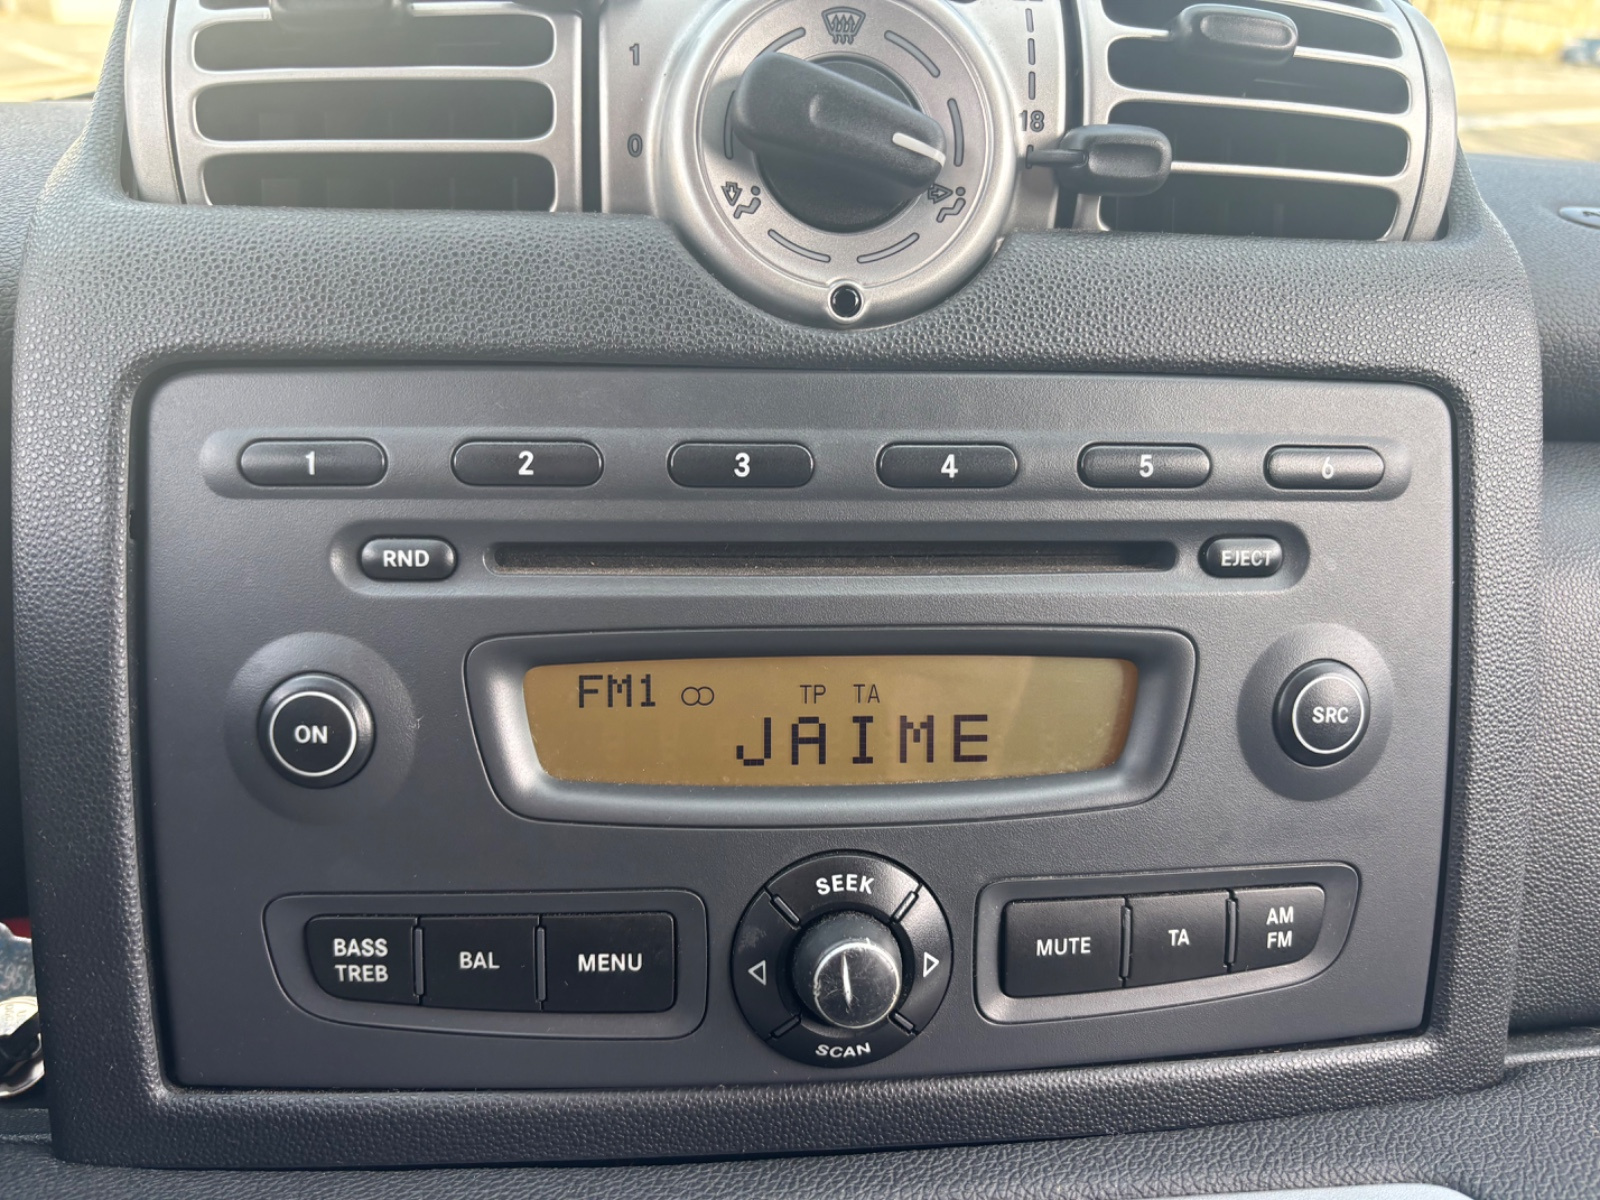 1
0
18
1 2 3 4 5 6
RND EJECT
FM1 TP TA
JAIME
ON
SRC
BASS
TREB
BAL
MENU
SEEK
SCAN
MUTE
TA
AM
FM